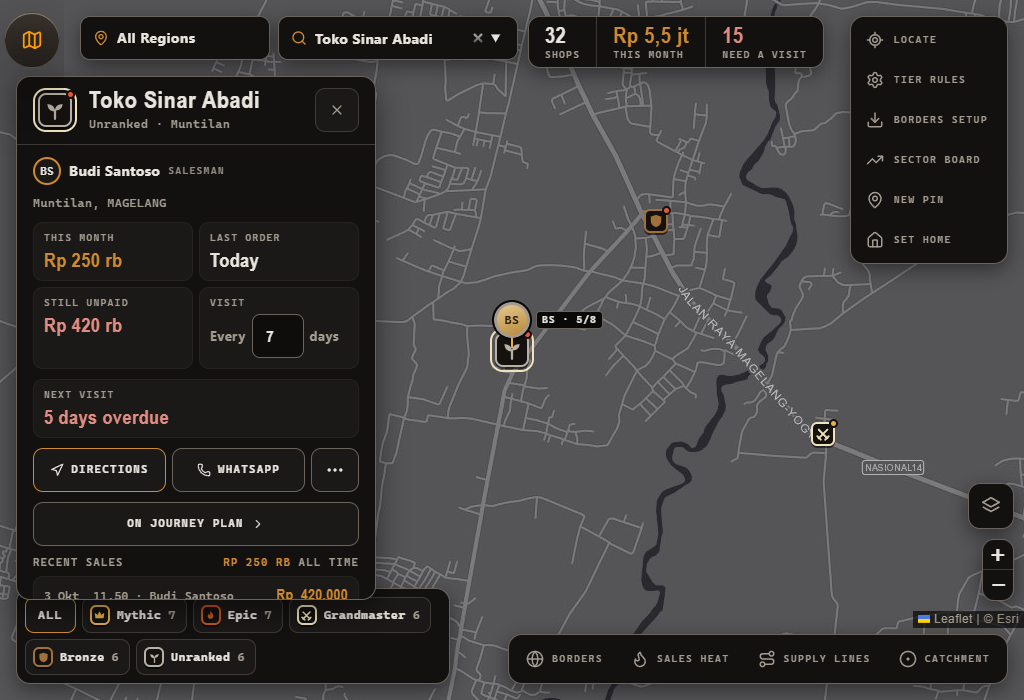 All Regions
Toko Sinar Abadi
32
SHOPS
Rp 5,5 jt
THIS MONTH
15
NEED A VISIT
LOCATE
TIER RULES
BORDERS SETUP
SECTOR BOARD
NEW PIN
SET HOME
Toko Sinar Abadi
Unranked · Muntilan
BS Budi Santoso SALESMAN
Muntilan, MAGELANG
THIS MONTH
Rp 250 rb
LAST ORDER
Today
STILL UNPAID
Rp 420 rb
VISIT
Every 7 days
NEXT VISIT
5 days overdue
DIRECTIONS
WHATSAPP
ON JOURNEY PLAN
RECENT SALES
RP 250 RB ALL TIME
3 Okt 11.50 · Budi Santoso
Rp 420.000
ALL
Mythic 7
Epic 7
Grandmaster 6
Bronze 6
Unranked 6
BS
BS · 5/8
JALAN RAYA MAGELANG-YOG
NASIONAL14
+
−
Leaflet | © Esri
BORDERS
SALES HEAT
SUPPLY LINES
CATCHMENT